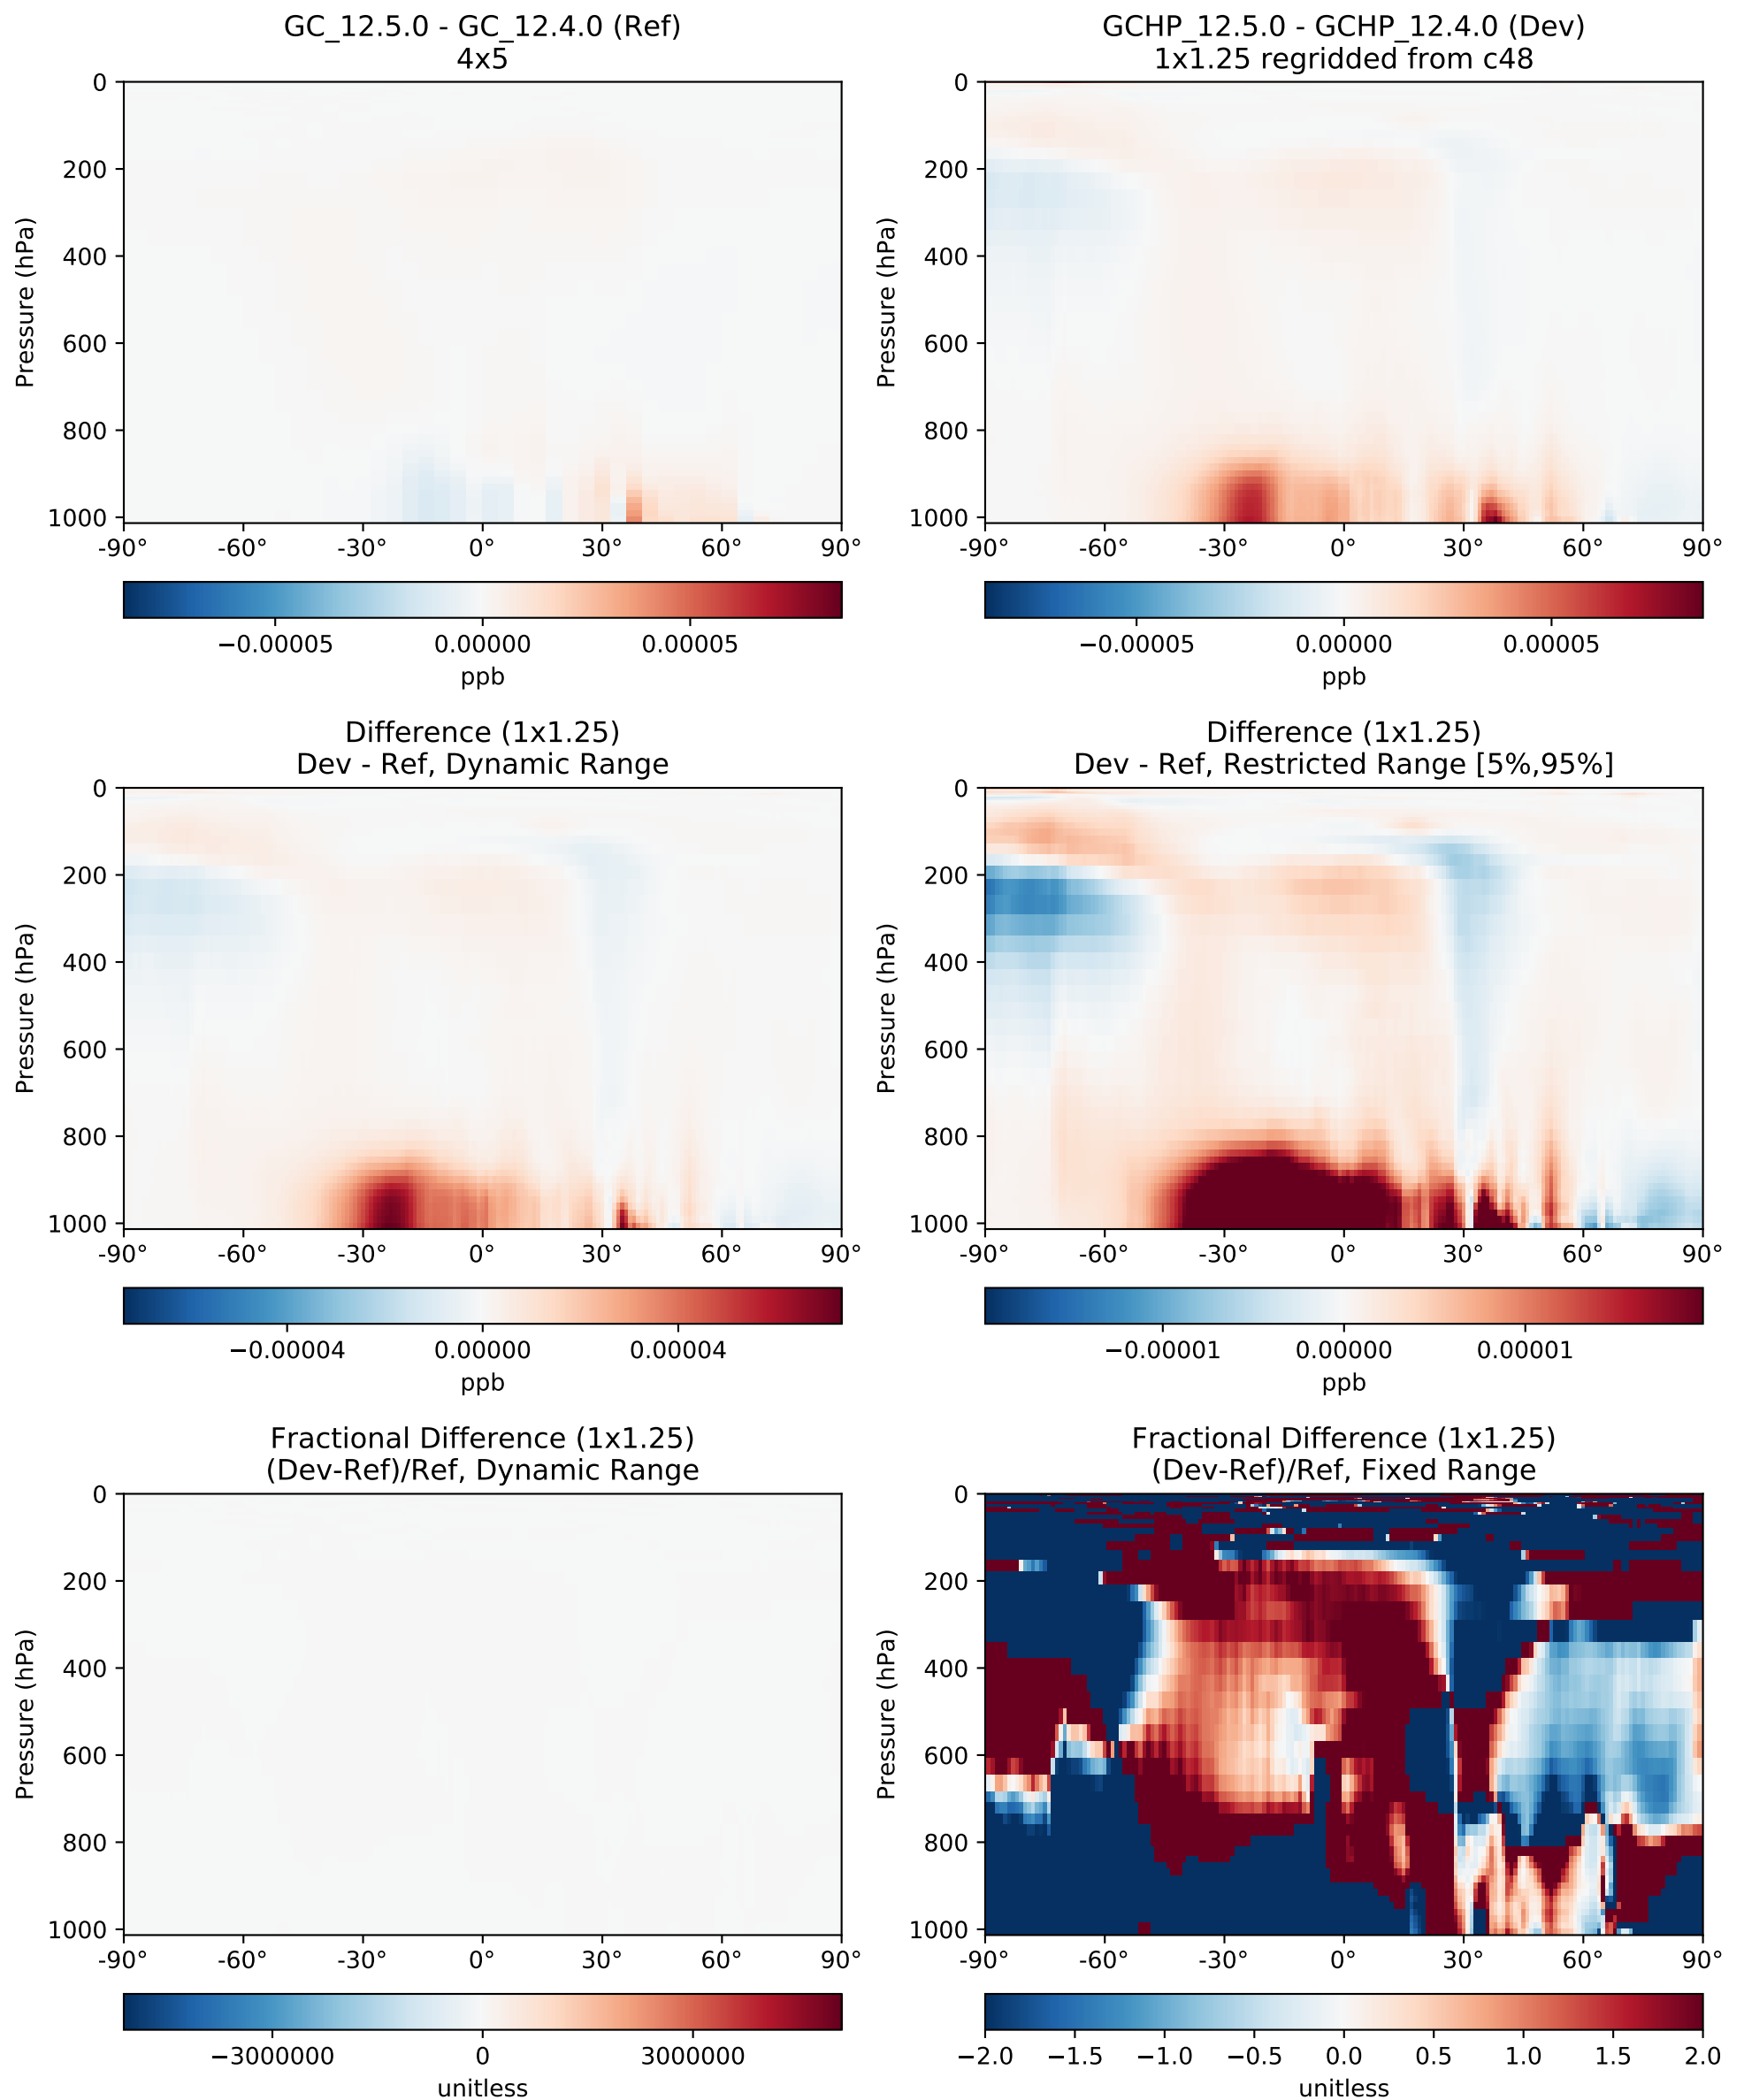 GC_12.5.0 - GC_12.4.0 (Ref)
4x5
0
200
400
600
800
1000
Pressure (hPa)
-90° -60° -30° 0° 30° 60° 90°
−0.00005 0.00000 0.00005
ppb
GCHP_12.5.0 - GCHP_12.4.0 (Dev)
1x1.25 regridded from c48
0
200
400
600
800
1000
Pressure (hPa)
-90° -60° -30° 0° 30° 60° 90°
−0.00005 0.00000 0.00005
ppb
Difference (1x1.25)
Dev - Ref, Dynamic Range
0
200
400
600
800
1000
Pressure (hPa)
-90° -60° -30° 0° 30° 60° 90°
−0.00004 0.00000 0.00004
ppb
Difference (1x1.25)
Dev - Ref, Restricted Range [5%,95%]
0
200
400
600
800
1000
Pressure (hPa)
-90° -60° -30° 0° 30° 60° 90°
−0.00001 0.00000 0.00001
ppb
Fractional Difference (1x1.25)
(Dev-Ref)/Ref, Dynamic Range
0
200
400
600
800
1000
Pressure (hPa)
-90° -60° -30° 0° 30° 60° 90°
−3000000 0 3000000
unitless
Fractional Difference (1x1.25)
(Dev-Ref)/Ref, Fixed Range
0
200
400
600
800
1000
Pressure (hPa)
-90° -60° -30° 0° 30° 60° 90°
−2.0 −1.5 −1.0 −0.5 0.0 0.5 1.0 1.5 2.0
unitless